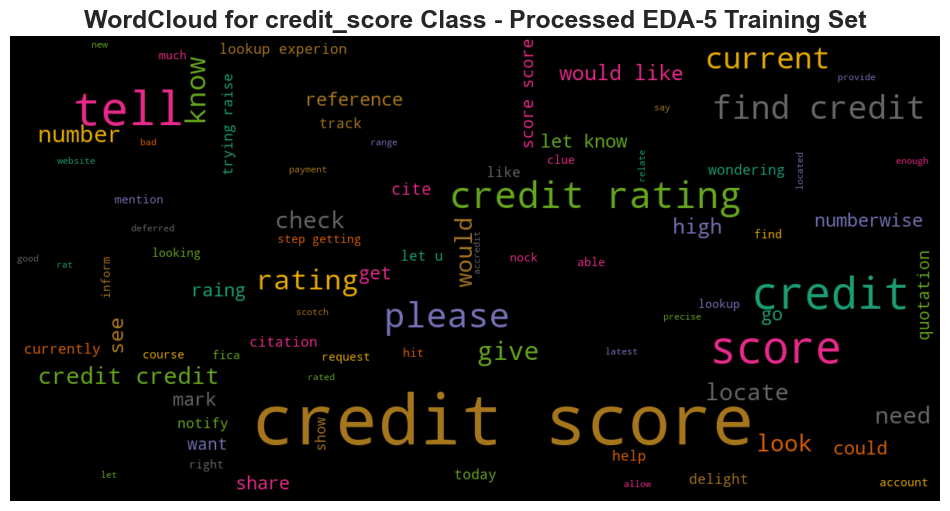 WordCloud for credit_score Class - Processed EDA-5 Training Set
new
much
lookup experion
know
tell
number
bad
website
trying raise
reference
track
range
payment
score score
would like
current
provide
find credit
say
let know
clue
relate
wondering
located
enough
like
cite
credit rating
mention
deferred
check
step getting
high
find
numberwise
would
accredit
looking
good
rat
inform
let u
nock
able
rating
get
raing
credit
quotation
lookup
go
precise
scotch
please
see
currently
course
fica
citation
request
hit
give
latest
score
rated
credit credit
mark
locate
credit score
show
need
notify
want
right
look
could
help
let
share
today
allow
delight
account